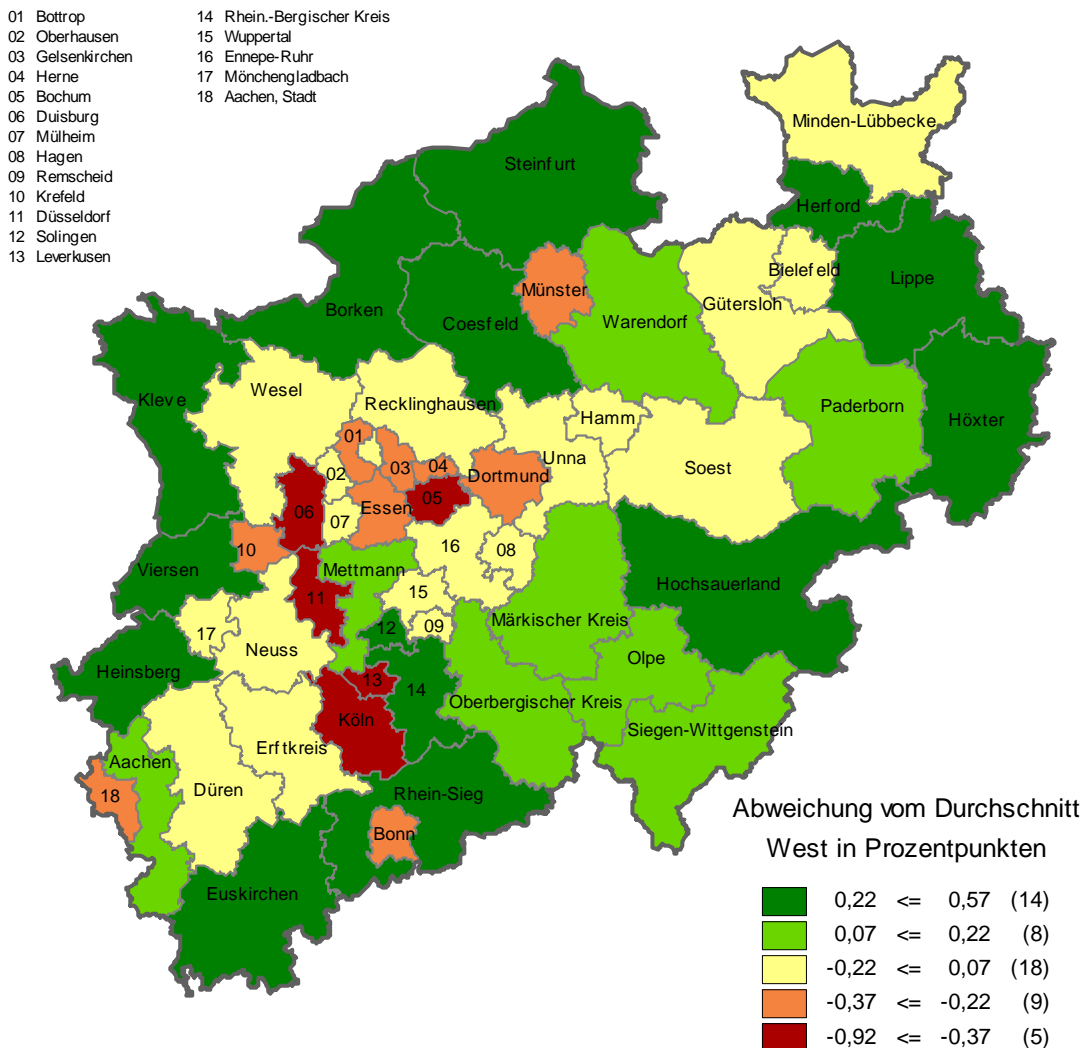 01 Bottrop
02 Oberhausen
03 Gelsenkirchen
04 Herne
05 Bochum
06 Duisburg
07 Mülheim
08 Hagen
09 Remscheid
10 Krefeld
11 Düsseldorf
12 Solingen
13 Leverkusen
14 Rhein.-Bergischer Kreis
15 Wuppertal
16 Ennepe-Ruhr
17 Mönchengladbach
18 Aachen, Stadt
Minden-Lübbecke
Steinfurt
Herford
Bielefeld
Lippe
Münster
Gütersloh
Borken
Coesfeld
Warendorf
Kleve
Wesel
Recklinghausen
Hamm
Paderborn
Höxter
01
Unna
02
03
04
Dortmund
Soest
05
Essen
06
07
10
16
08
Viersen
Mettmann
Hochsauerland
11
15
Märkischer Kreis
12
09
17
Neuss
Olpe
Heinsberg
13
14
Oberbergischer Kreis
Köln
Siegen-Wittgenstein
Erftkreis
Aachen
Düren
18
Rhein-Sieg
Bonn
Euskirchen
Abweichung vom Durchschnitt
West in Prozentpunkten
0,22 <= 0,57 (14)
0,07 <= 0,22 (8)
-0,22 <= 0,07 (18)
-0,37 <= -0,22 (9)
-0,92 <= -0,37 (5)